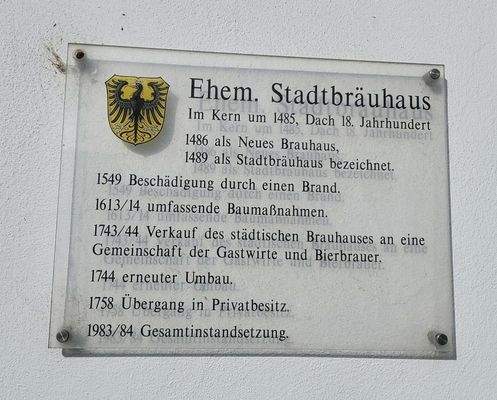 Ehem. Stadtbräuhaus
Im Kern um 1485, Dach 18. Jahrhundert
1486 als Neues Brauhaus,
1489 als Stadtbräuhaus bezeichnet.
1549 Beschädigung durch einen Brand.
1613/14 umfassende Baumaßnahmen.
1743/44 Verkauf des städtischen Brauhauses an eine
Gemeinschaft der Gastwirte und Bierbrauer.
1744 erneuter Umbau.
1758 Übergang in Privatbesitz.
1983/84 Gesamtinstandsetzung.